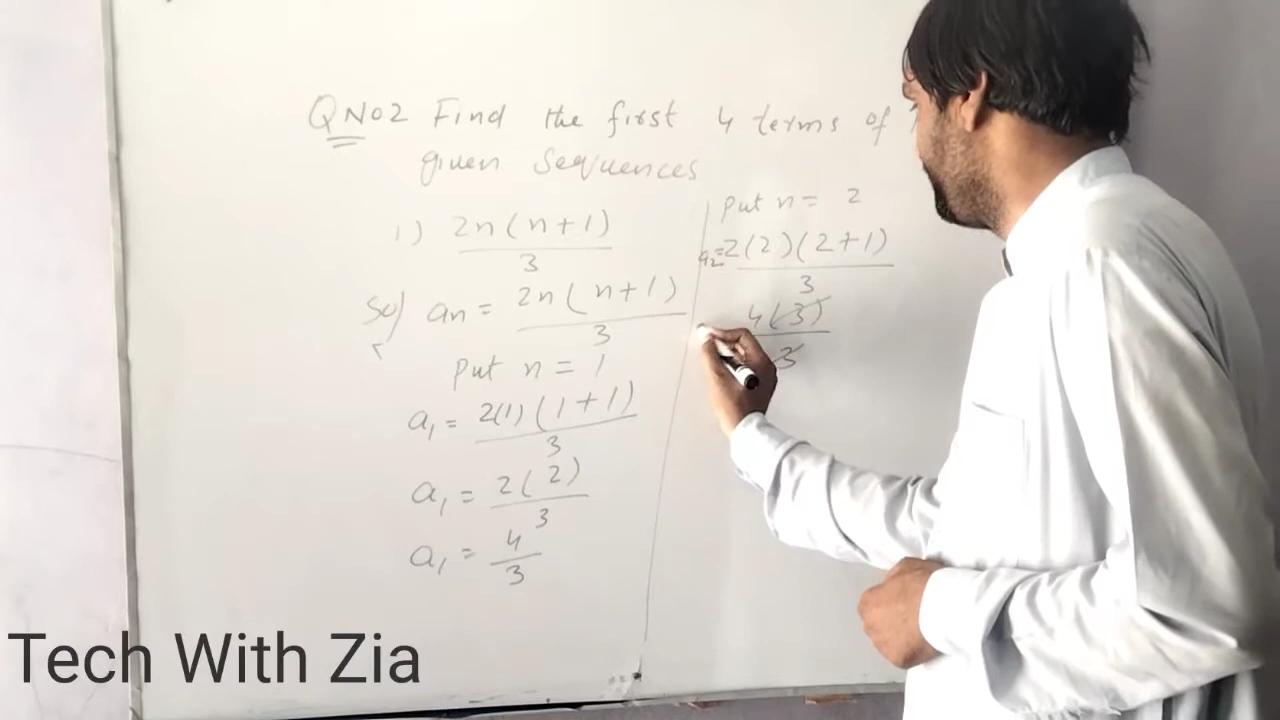 QNo2 Find the first 4 terms of
given Sequences
1) 2n(n+1)
3
Sol an = 2n(n+1)
3
Put n = 1
a1 = 2(1)(1+1)
3
a1 = 2(2)
3
a1 = 4
3
Put n = 2
a2=2(2)(2+1)
3
4(3)
3
Tech With Zia